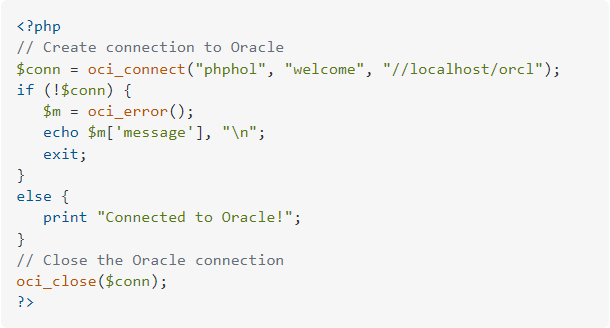 <?php
// Create connection to Oracle
$conn = oci_connect("phphol", "welcome", "//localhost/orcl");
if (!$conn) {
   $m = oci_error();
   echo $m['message'], "\n";
   exit;
}
else {
   print "Connected to Oracle!";
}
// Close the Oracle connection
oci_close($conn);
?>